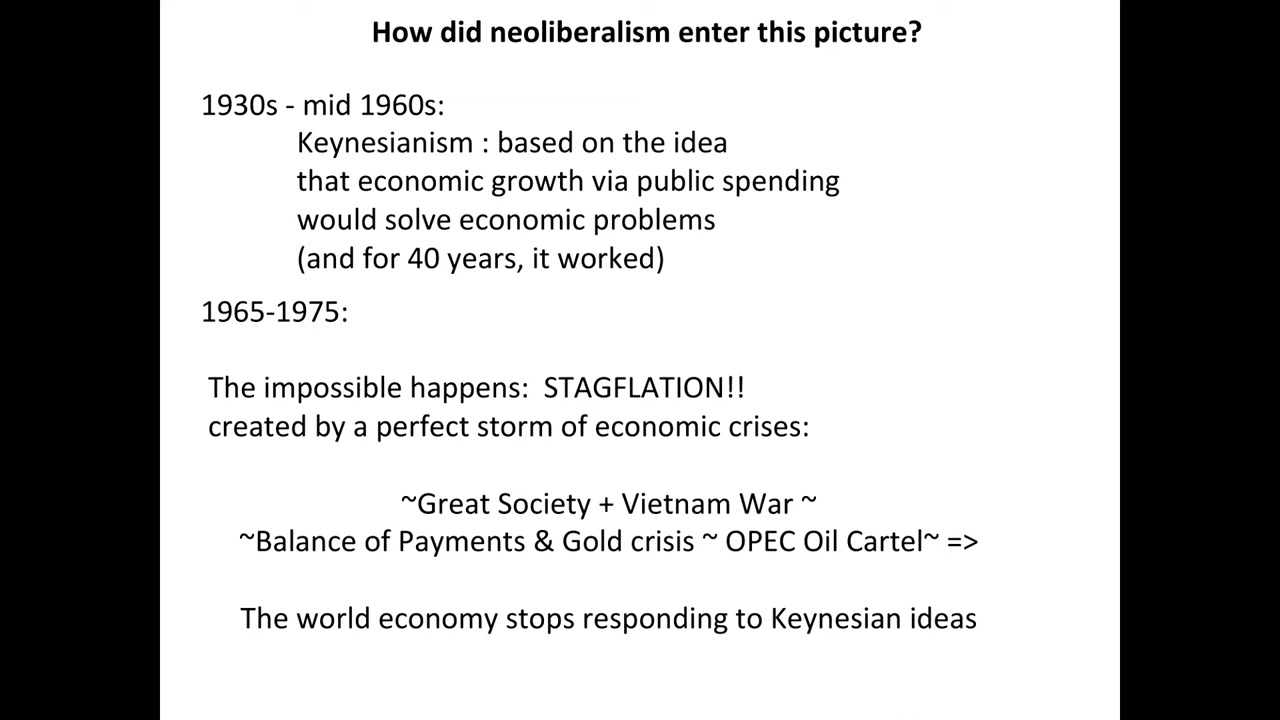 How did neoliberalism enter this picture?
1930s - mid 1960s:
Keynesianism : based on the idea
that economic growth via public spending
would solve economic problems
(and for 40 years, it worked)
1965-1975:
The impossible happens:  STAGFLATION!!
created by a perfect storm of economic crises:
~Great Society + Vietnam War ~
~Balance of Payments & Gold crisis ~ OPEC Oil Cartel~ =>
The world economy stops responding to Keynesian ideas